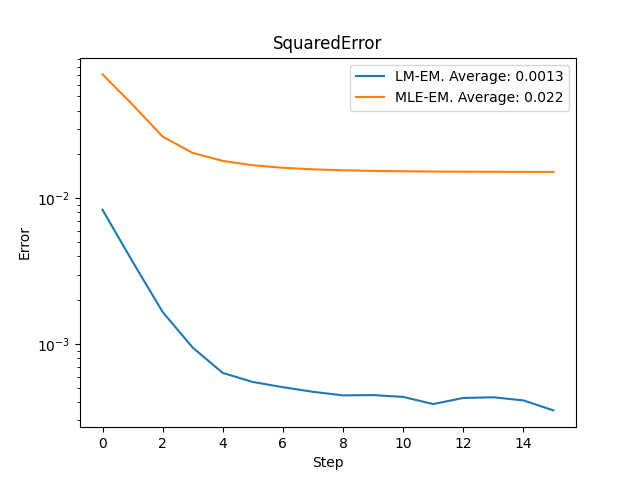 SquaredError
LM-EM. Average: 0.0013
MLE-EM. Average: 0.022
Error
10⁻²
10⁻³
0 2 4 6 8 10 12 14
Step